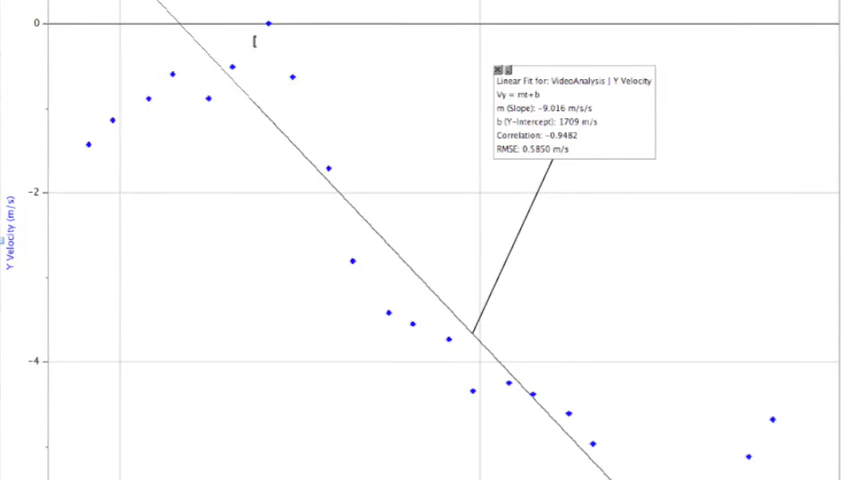 0
Linear Fit for: VideoAnalysis | Y Velocity
Vy = mt+b
m (Slope): -9.016 m/s/s
b (Y-Intercept): 1709 m/s
Correlation: -0.9482
RMSE: 0.5850 m/s
-2
Y Velocity (m/s)
-4